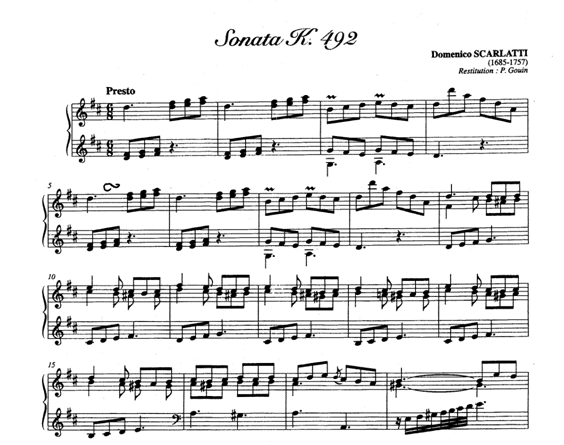 Sonata K. 492
Domenico SCARLATTI
(1685-1757)
Restitution : P. Gouin
Presto
5
10
15